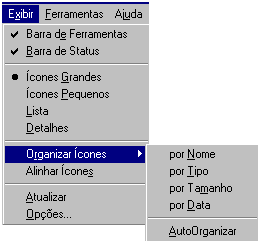 Exibir Ferramentas Ajuda
Barra de Ferramentas
Barra de Status
Ícones Grandes
Ícones Pequenos
Lista
Detalhes
Organizar Ícones
Alinhar Ícones
Atualizar
Opções...
por Nome
por Tipo
por Tamanho
por Data
AutoOrganizar